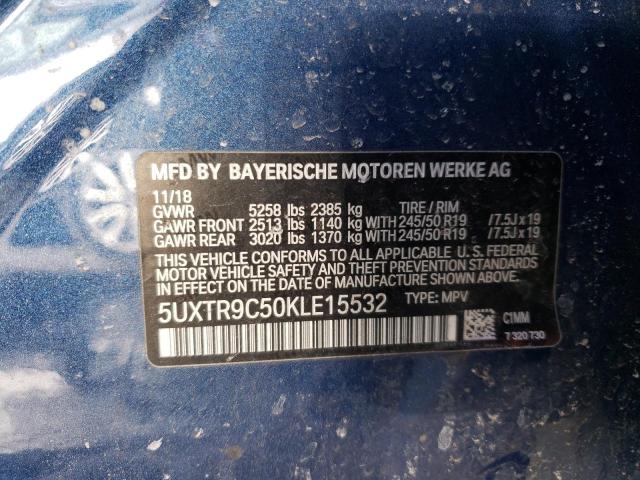 MFD BY BAYERISCHE MOTOREN WERKE AG
11/18
GVWR 5258 lbs 2385 kg TIRE / RIM
GAWR FRONT 2513 lbs 1140 kg WITH 245/50 R19 /7.5J x 19
GAWR REAR 3020 lbs 1370 kg WITH 245/50 R19 /7.5J x 19
THIS VEHICLE CONFORMS TO ALL APPLICABLE U. S. FEDERAL
MOTOR VEHICLE SAFETY, THEFT PREVENTION STANDARDS
IN EFFECT ON THE DATE OF MANUFACTURE SHOWN ABOVE.
5UXTR9C50KLE15532 TYPE: MPV
C1MM
7 320 730